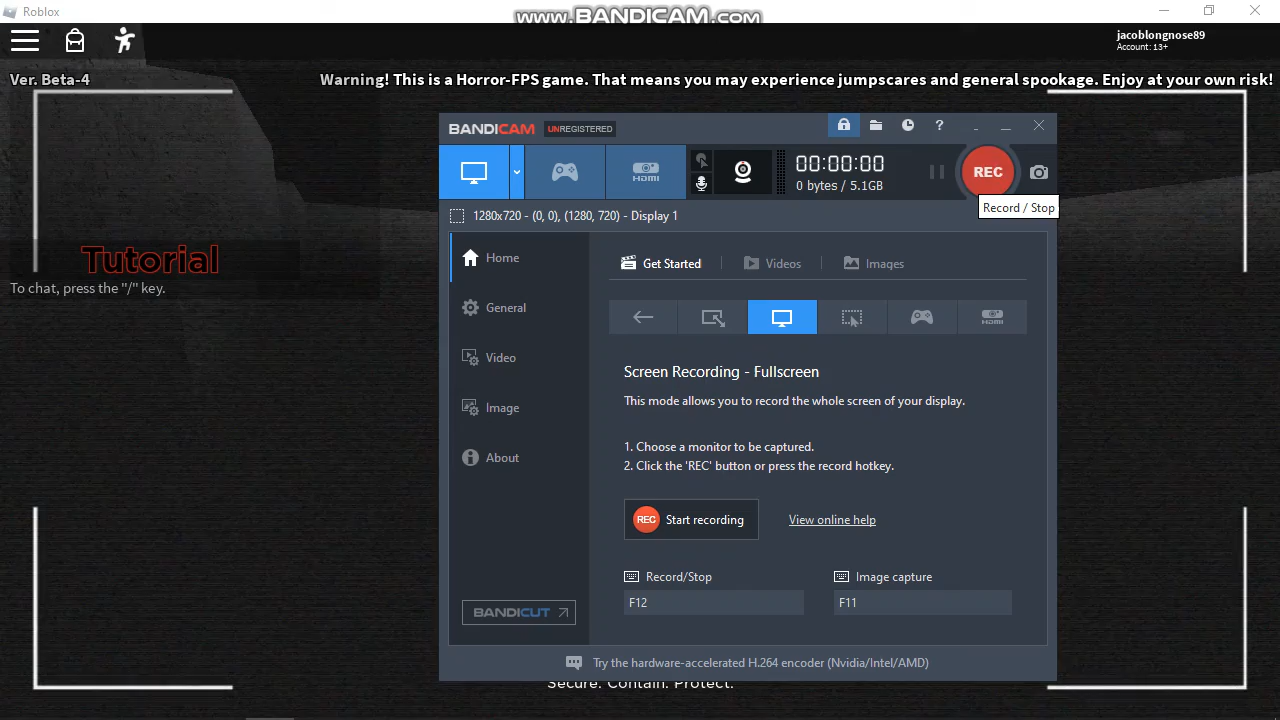 Roblox
www.BANDICAM.com
jacoblongnose89
Account: 13+
Ver. Beta-4
Warning! This is a Horror-FPS game. That means you may experience jumpscares and general spookage. Enjoy at your own risk!
BANDICAM UNREGISTERED
?
HDMI
00:00:00
0 bytes / 5.1GB
REC
Record / Stop
1280x720 - (0, 0), (1280, 720) - Display 1
Tutorial
To chat, press the "/" key.
Home
General
Video
Image
About
BANDICUT
Get Started
Videos
Images
HDMI
Screen Recording - Fullscreen
This mode allows you to record the whole screen of your display.
1. Choose a monitor to be captured.
2. Click the 'REC' button or press the record hotkey.
REC Start recording
View online help
Record/Stop
Image capture
F12
F11
Try the hardware-accelerated H.264 encoder (Nvidia/Intel/AMD)
Secure. Contain. Protect.